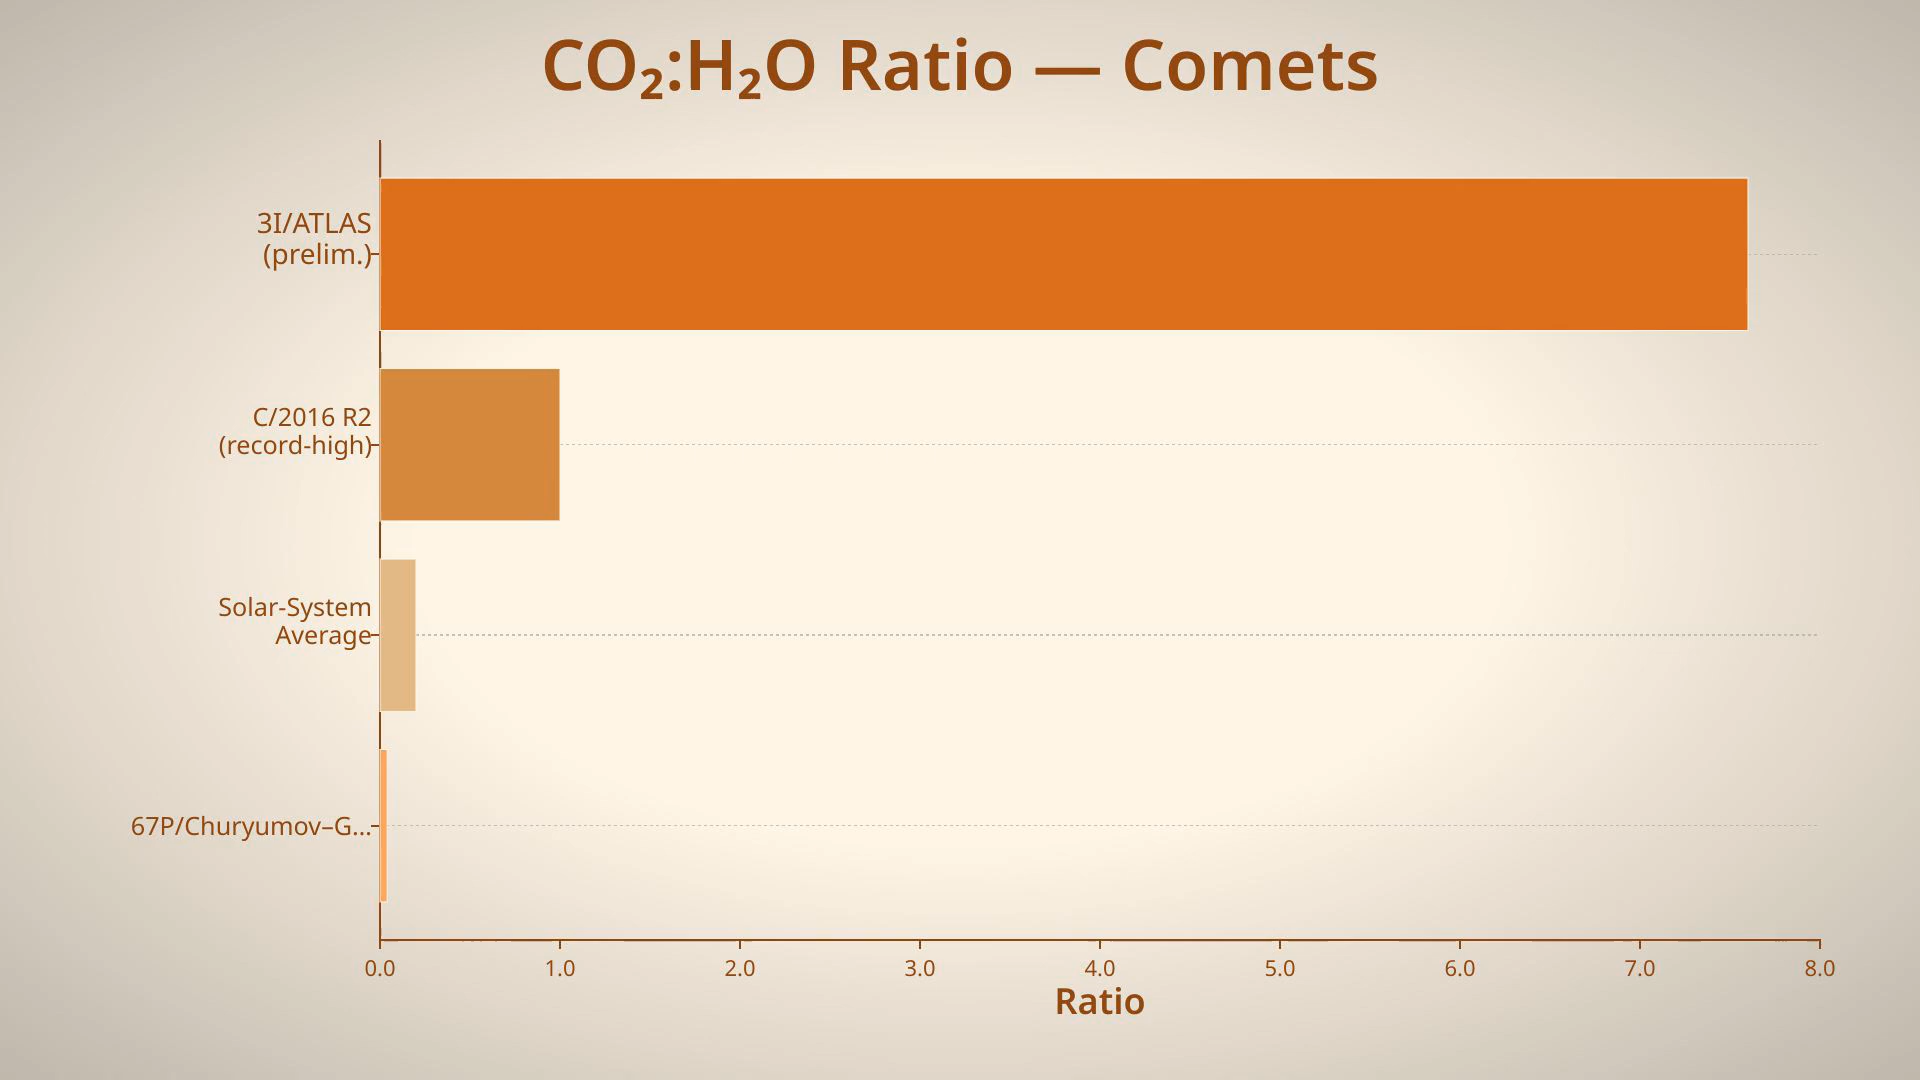 CO₂:H₂O Ratio — Comets
3I/ATLAS
(prelim.)
C/2016 R2
(record-high)
Solar-System
Average
67P/Churyumov–G...
0.0 1.0 2.0 3.0 4.0 5.0 6.0 7.0 8.0
Ratio